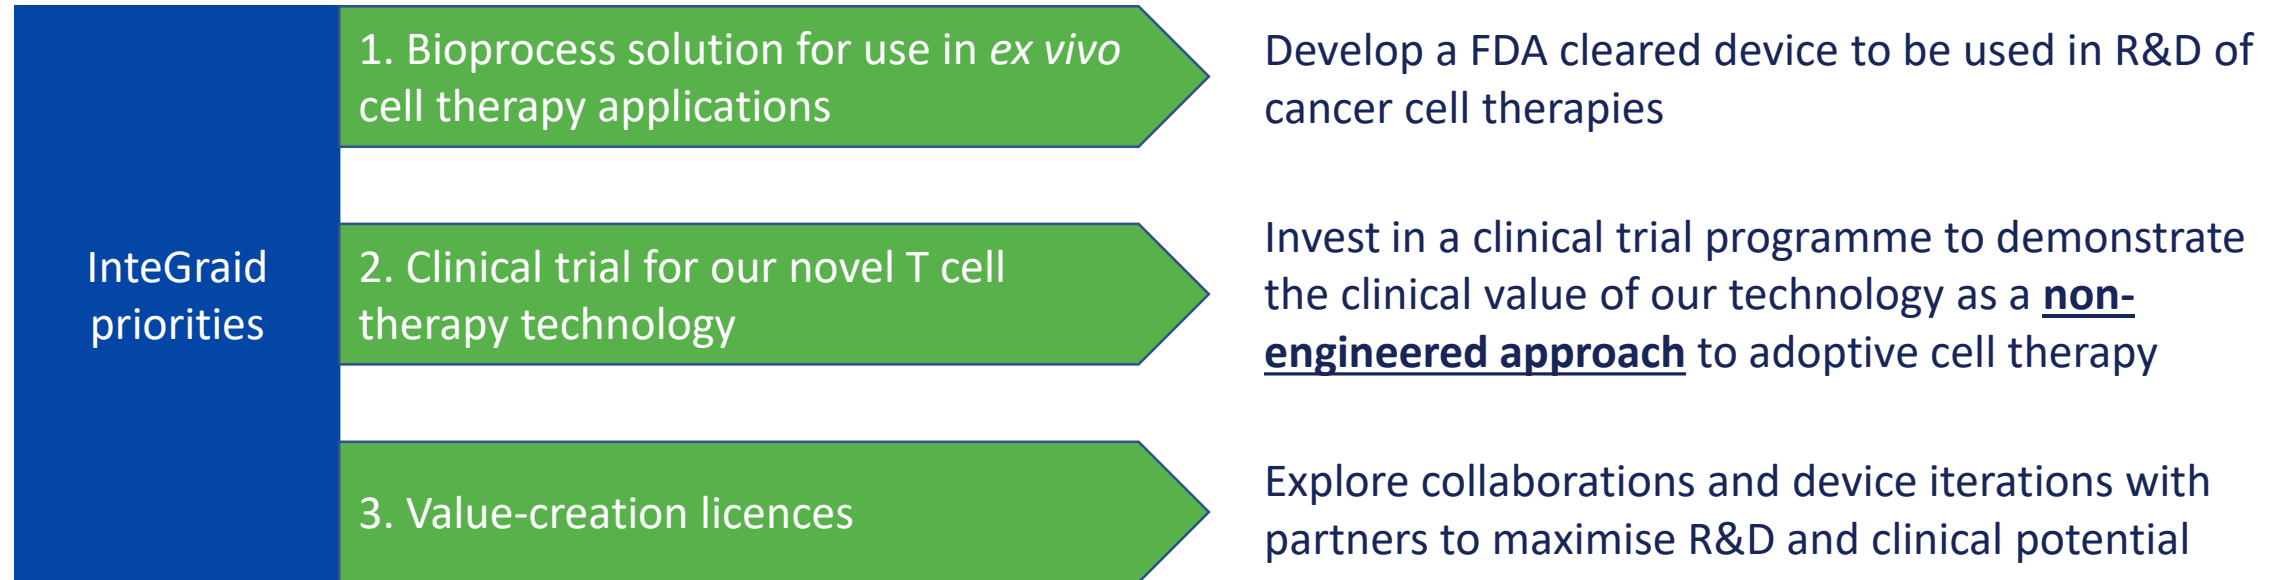 InteGraid
priorities
1. Bioprocess solution for use in ex vivo
cell therapy applications
Develop a FDA cleared device to be used in R&D of
cancer cell therapies
2. Clinical trial for our novel T cell
therapy technology
Invest in a clinical trial programme to demonstrate
the clinical value of our technology as a non-
engineered approach to adoptive cell therapy
3. Value-creation licences
Explore collaborations and device iterations with
partners to maximise R&D and clinical potential